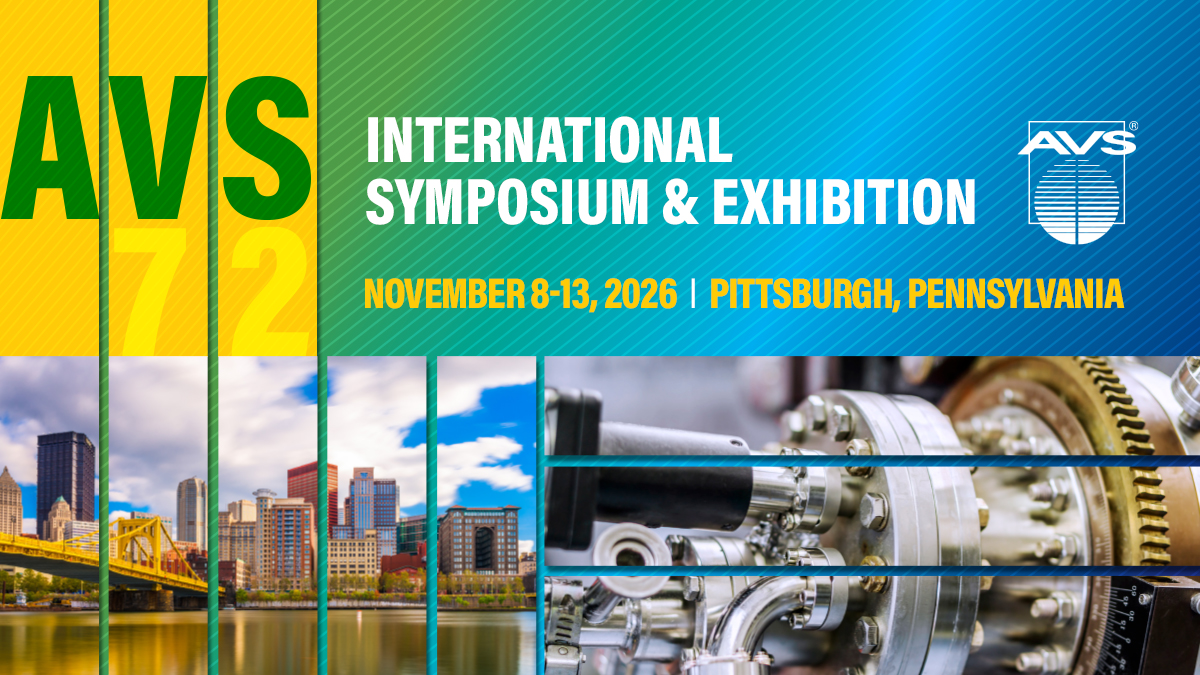 AVS
72
INTERNATIONAL
SYMPOSIUM & EXHIBITION
AVS®
NOVEMBER 8-13, 2026 | PITTSBURGH, PENNSYLVANIA